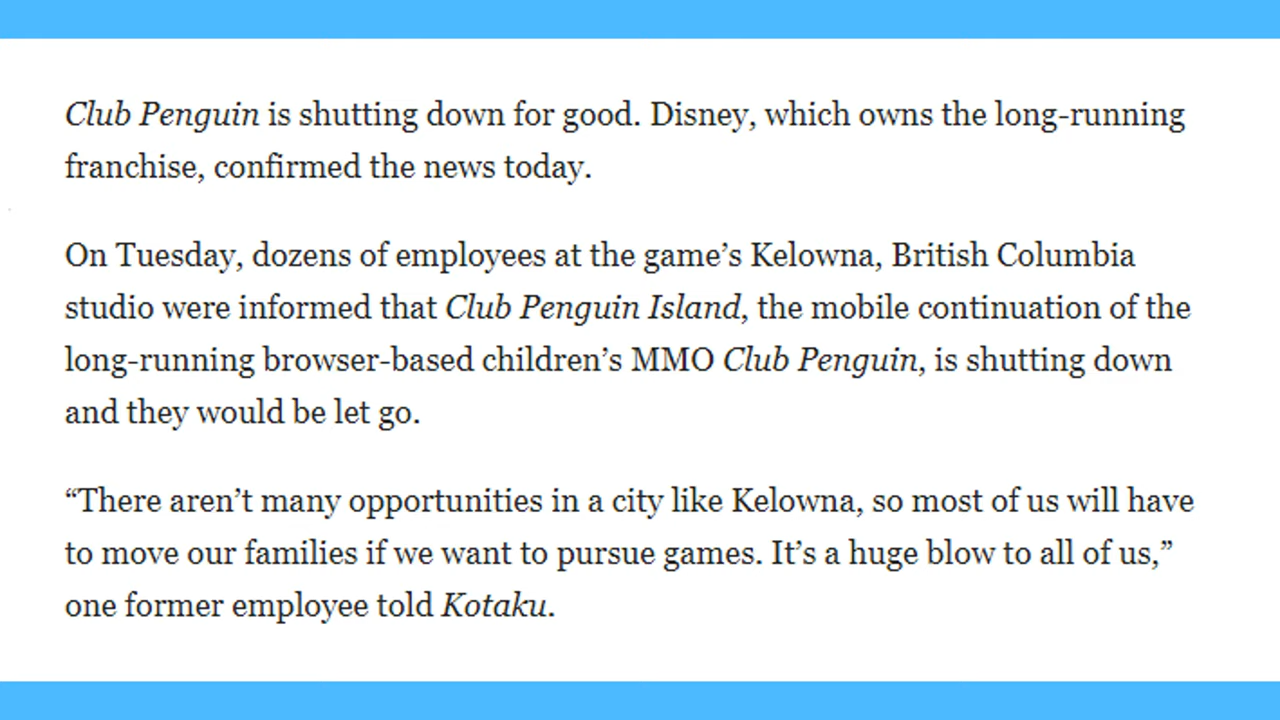 Club Penguin is shutting down for good. Disney, which owns the long-running
franchise, confirmed the news today.
On Tuesday, dozens of employees at the game’s Kelowna, British Columbia
studio were informed that Club Penguin Island, the mobile continuation of the
long-running browser-based children’s MMO Club Penguin, is shutting down
and they would be let go.
“There aren’t many opportunities in a city like Kelowna, so most of us will have
to move our families if we want to pursue games. It’s a huge blow to all of us,”
one former employee told Kotaku.